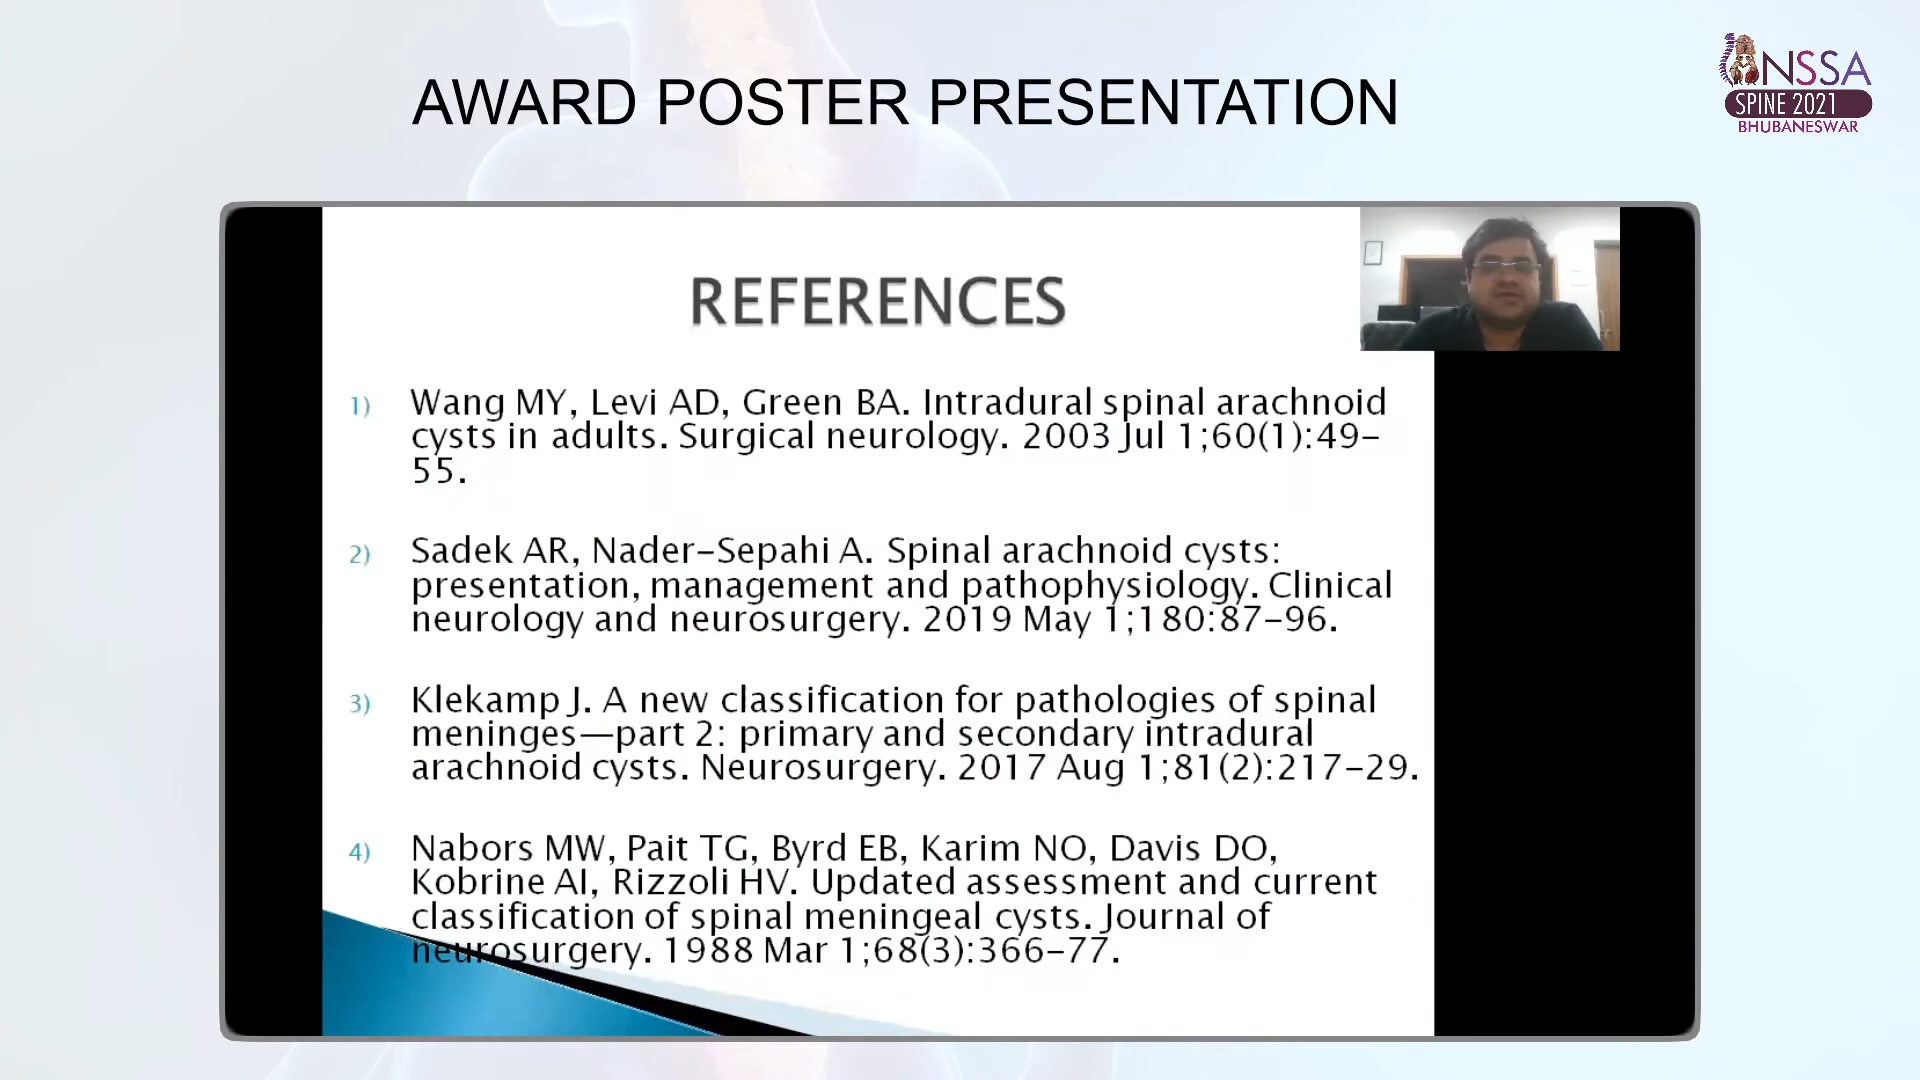 AWARD POSTER PRESENTATION
NSSA
SPINE 2021
BHUBANESWAR
REFERENCES
1) Wang MY, Levi AD, Green BA. Intradural spinal arachnoid
cysts in adults. Surgical neurology. 2003 Jul 1;60(1):49–
55.
2) Sadek AR, Nader–Sepahi A. Spinal arachnoid cysts:
presentation, management and pathophysiology. Clinical
neurology and neurosurgery. 2019 May 1;180:87–96.
3) Klekamp J. A new classification for pathologies of spinal
meninges—part 2: primary and secondary intradural
arachnoid cysts. Neurosurgery. 2017 Aug 1;81(2):217–29.
4) Nabors MW, Pait TG, Byrd EB, Karim NO, Davis DO,
Kobrine AI, Rizzoli HV. Updated assessment and current
classification of spinal meningeal cysts. Journal of
neurosurgery. 1988 Mar 1;68(3):366–77.